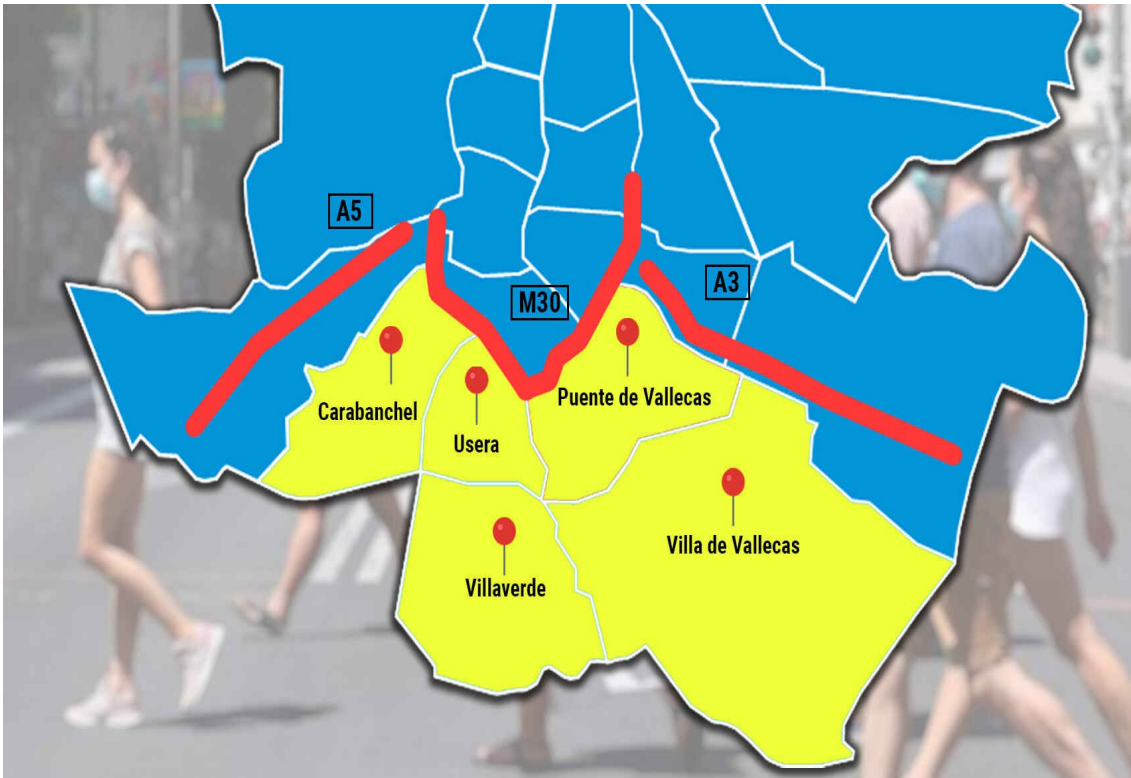 A5
A3
M30
Carabanchel
Puente de Vallecas
Usera
Villa de Vallecas
Villaverde